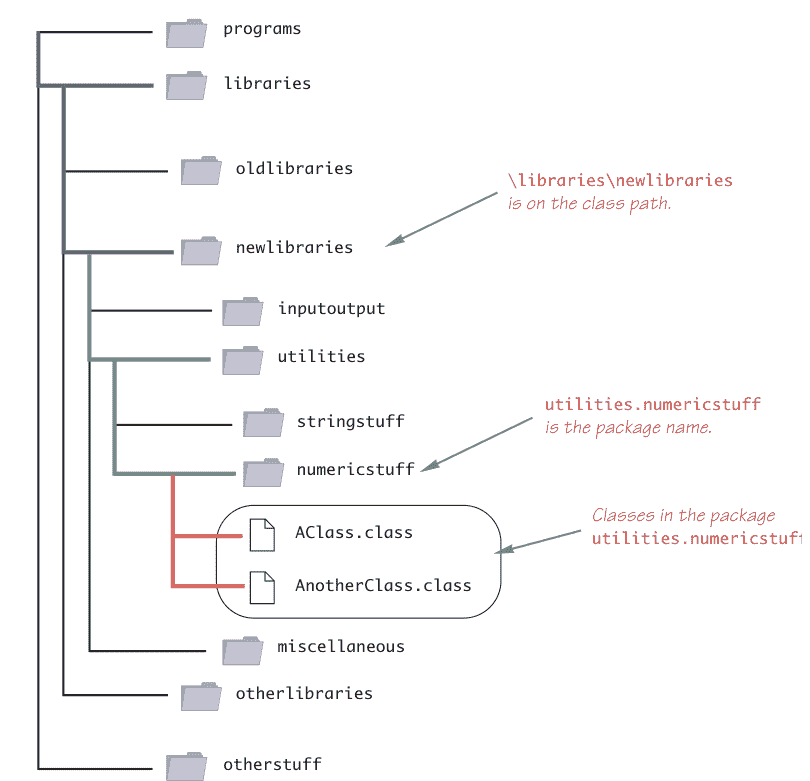 programs
libraries
oldlibraries
\libraries\newlibraries
is on the class path.
newlibraries
inputoutput
utilities
utilities.numericstuff
is the package name.
stringstuff
numericstuff
Classes in the package
utilities.numericstuff
AClass.class
AnotherClass.class
miscellaneous
otherlibraries
otherstuff